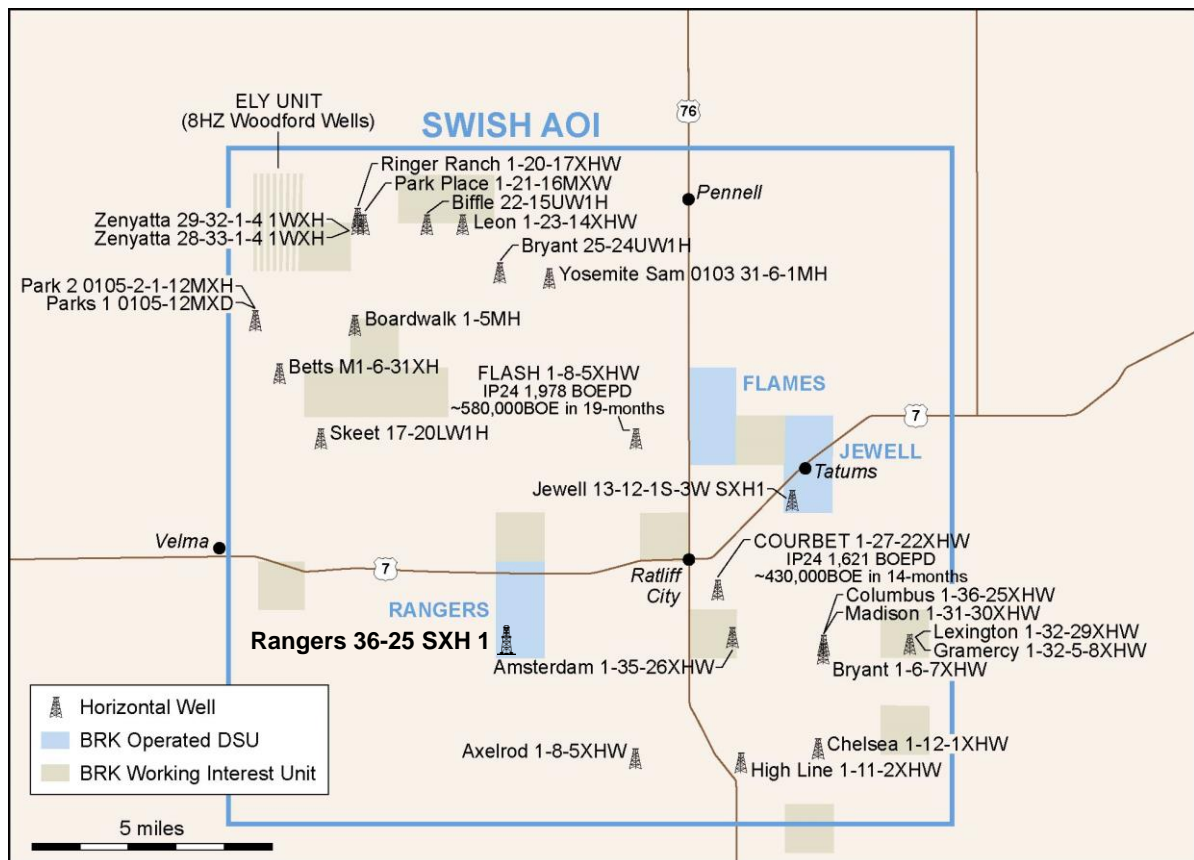 ELY UNIT
(8HZ Woodford Wells)
SWISH AOI
76
Ringer Ranch 1-20-17XHW
Park Place 1-21-16MXW
Biffle 22-15UW1H
Leon 1-23-14XHW
Pennell
Zenyatta 29-32-1-4 1WXH
Zenyatta 28-33-1-4 1WXH
Bryant 25-24UW1H
Yosemite Sam 0103 31-6-1MH
Park 2 0105-2-1-12MXH
Parks 1 0105-12MXD
Boardwalk 1-5MH
Betts M1-6-31XH
FLASH 1-8-5XHW
IP24 1,978 BOEPD
~580,000BOE in 19-months
FLAMES
7
Skeet 17-20LW1H
JEWELL
Tatums
Jewell 13-12-1S-3W SXH1
Velma
7
Ratliff
City
COURBET 1-27-22XHW
IP24 1,621 BOEPD
~430,000BOE in 14-months
RANGERS
Rangers 36-25 SXH 1
Columbus 1-36-25XHW
Madison 1-31-30XHW
Lexington 1-32-29XHW
Gramercy 1-32-5-8XHW
Amsterdam 1-35-26XHW
Bryant 1-6-7XHW
Horizontal Well
BRK Operated DSU
BRK Working Interest Unit
Axelrod 1-8-5XHW
Chelsea 1-12-1XHW
High Line 1-11-2XHW
5 miles